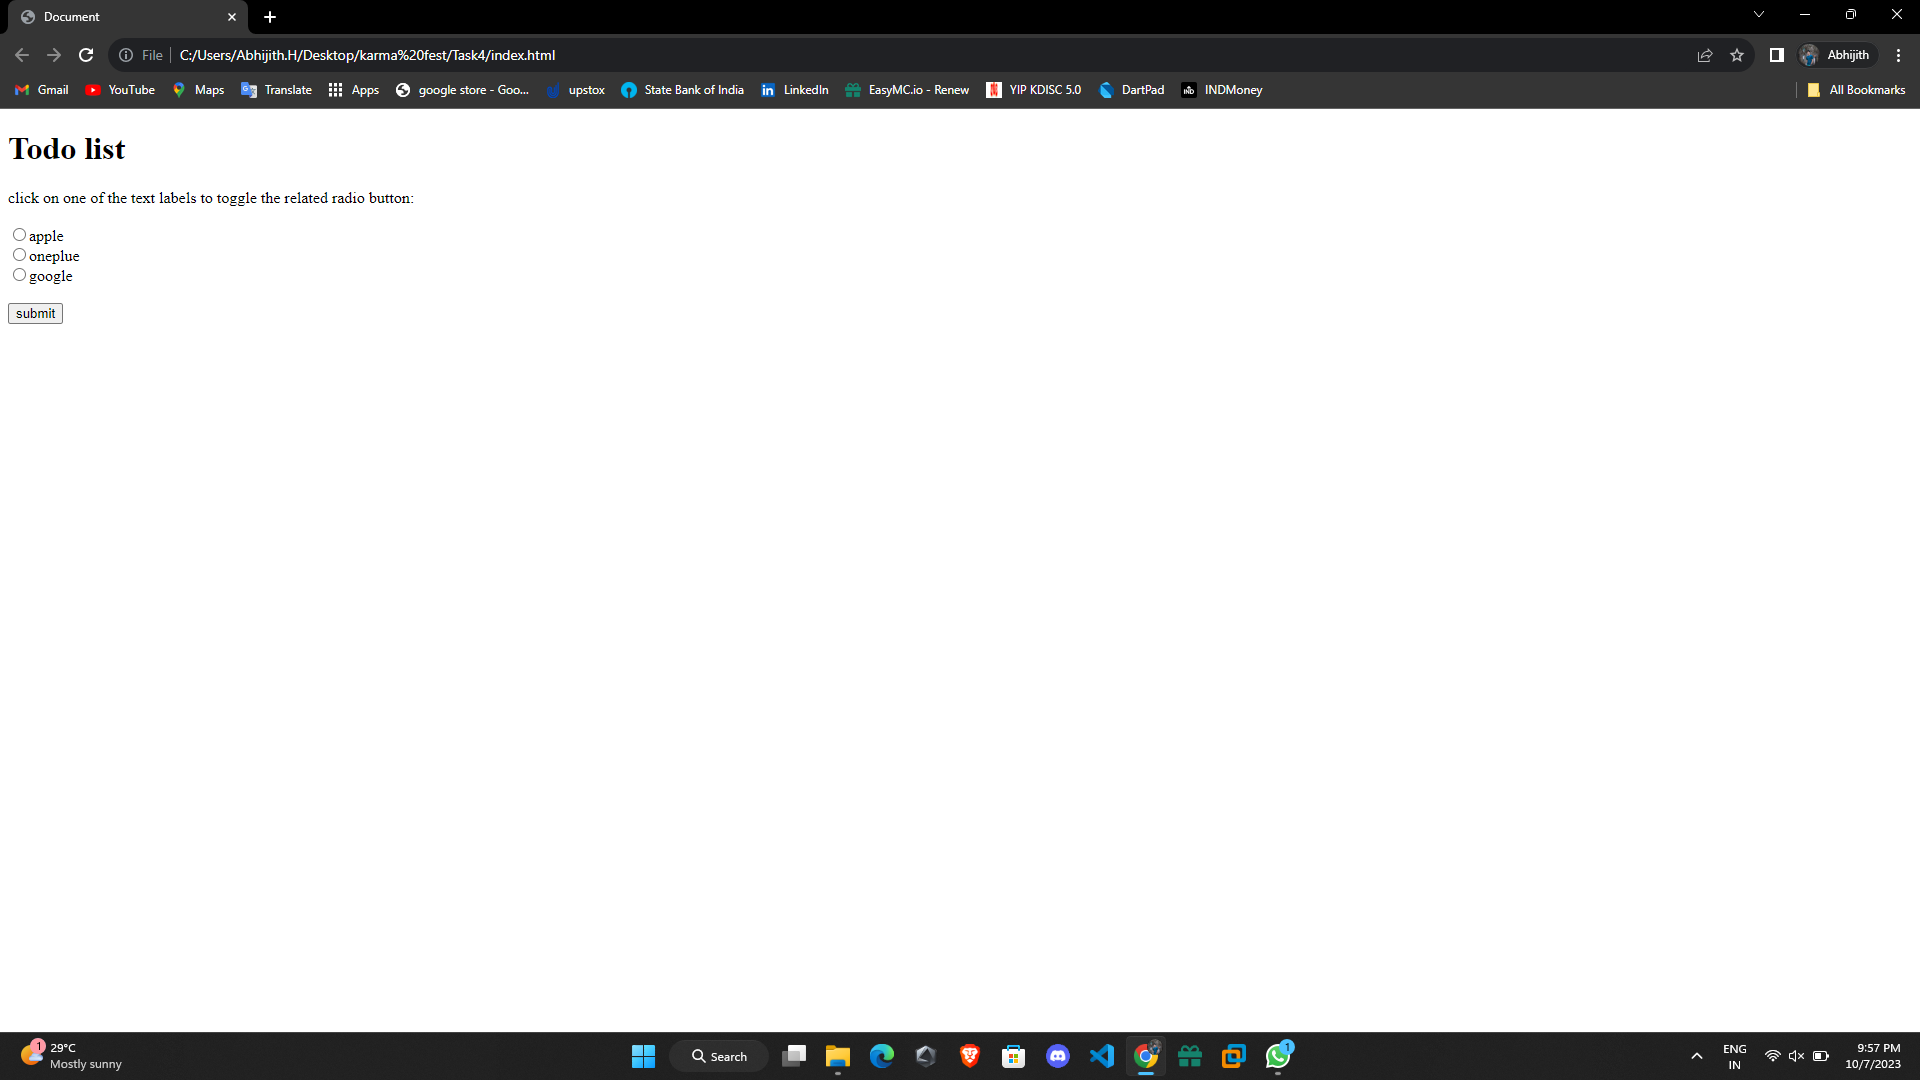 Document
File
C:/Users/Abhijith.H/Desktop/karma%20fest/Task4/index.html
Abhijith
Gmail YouTube Maps Translate Apps google store - Goo... upstox State Bank of India LinkedIn EasyMC.io - Renew YIP KDISC 5.0 DartPad INDMoney All Bookmarks
Todo list
click on one of the text labels to toggle the related radio button:
apple
oneplue
google
submit
1
29°C
Mostly sunny
Search
1
ENG
IN
9:57 PM
10/7/2023